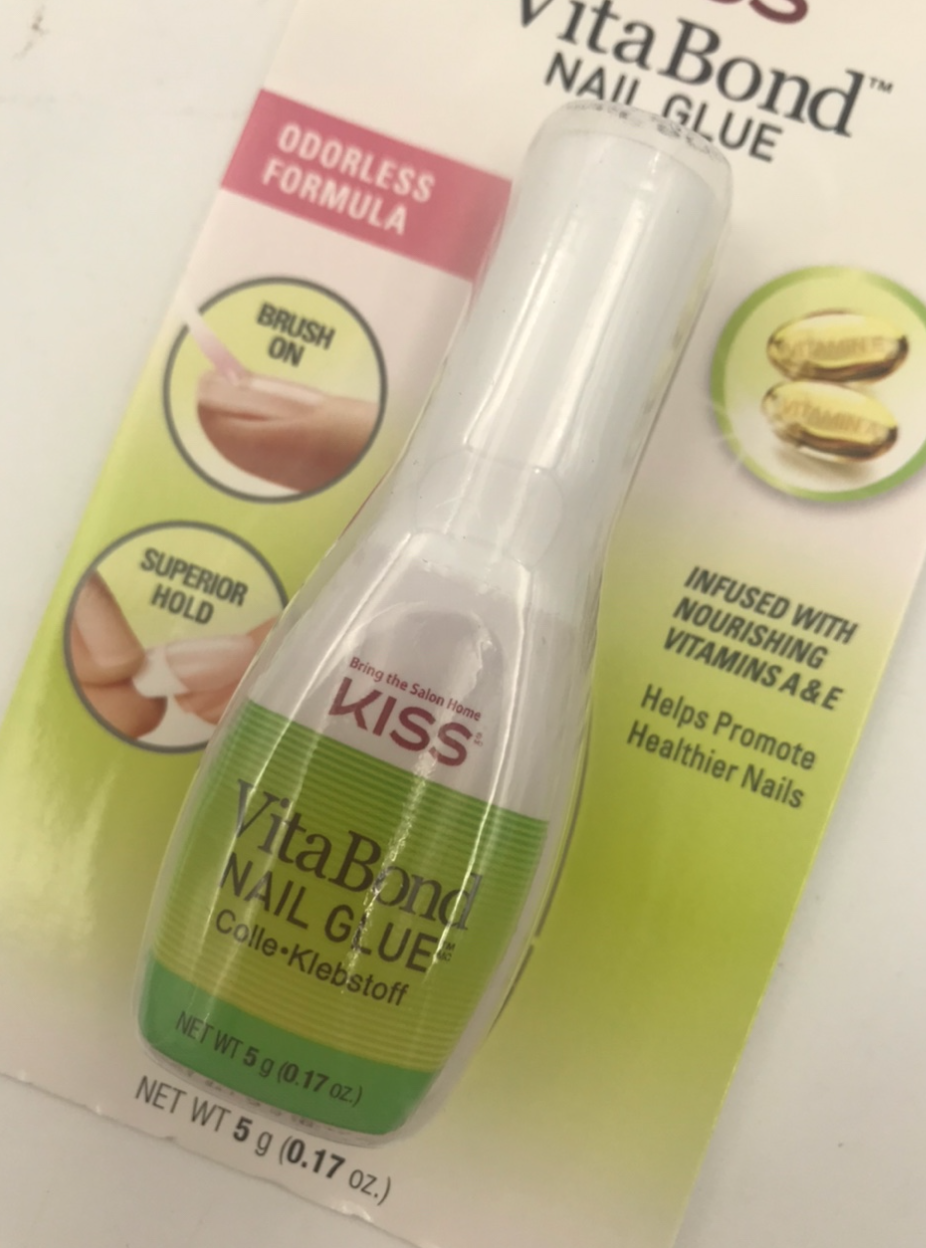 VitaBond™
NAIL GLUE
ODORLESS
FORMULA
BRUSH
ON
SUPERIOR
HOLD
INFUSED WITH
NOURISHING
VITAMINS A & E
Helps Promote
Healthier Nails
Bring the Salon Home
KISS
VitaBond
NAIL GLUE
Colle•Klebstoff
NET WT 5 g (0.17 oz.)
NET WT 5 g (0.17 oz.)